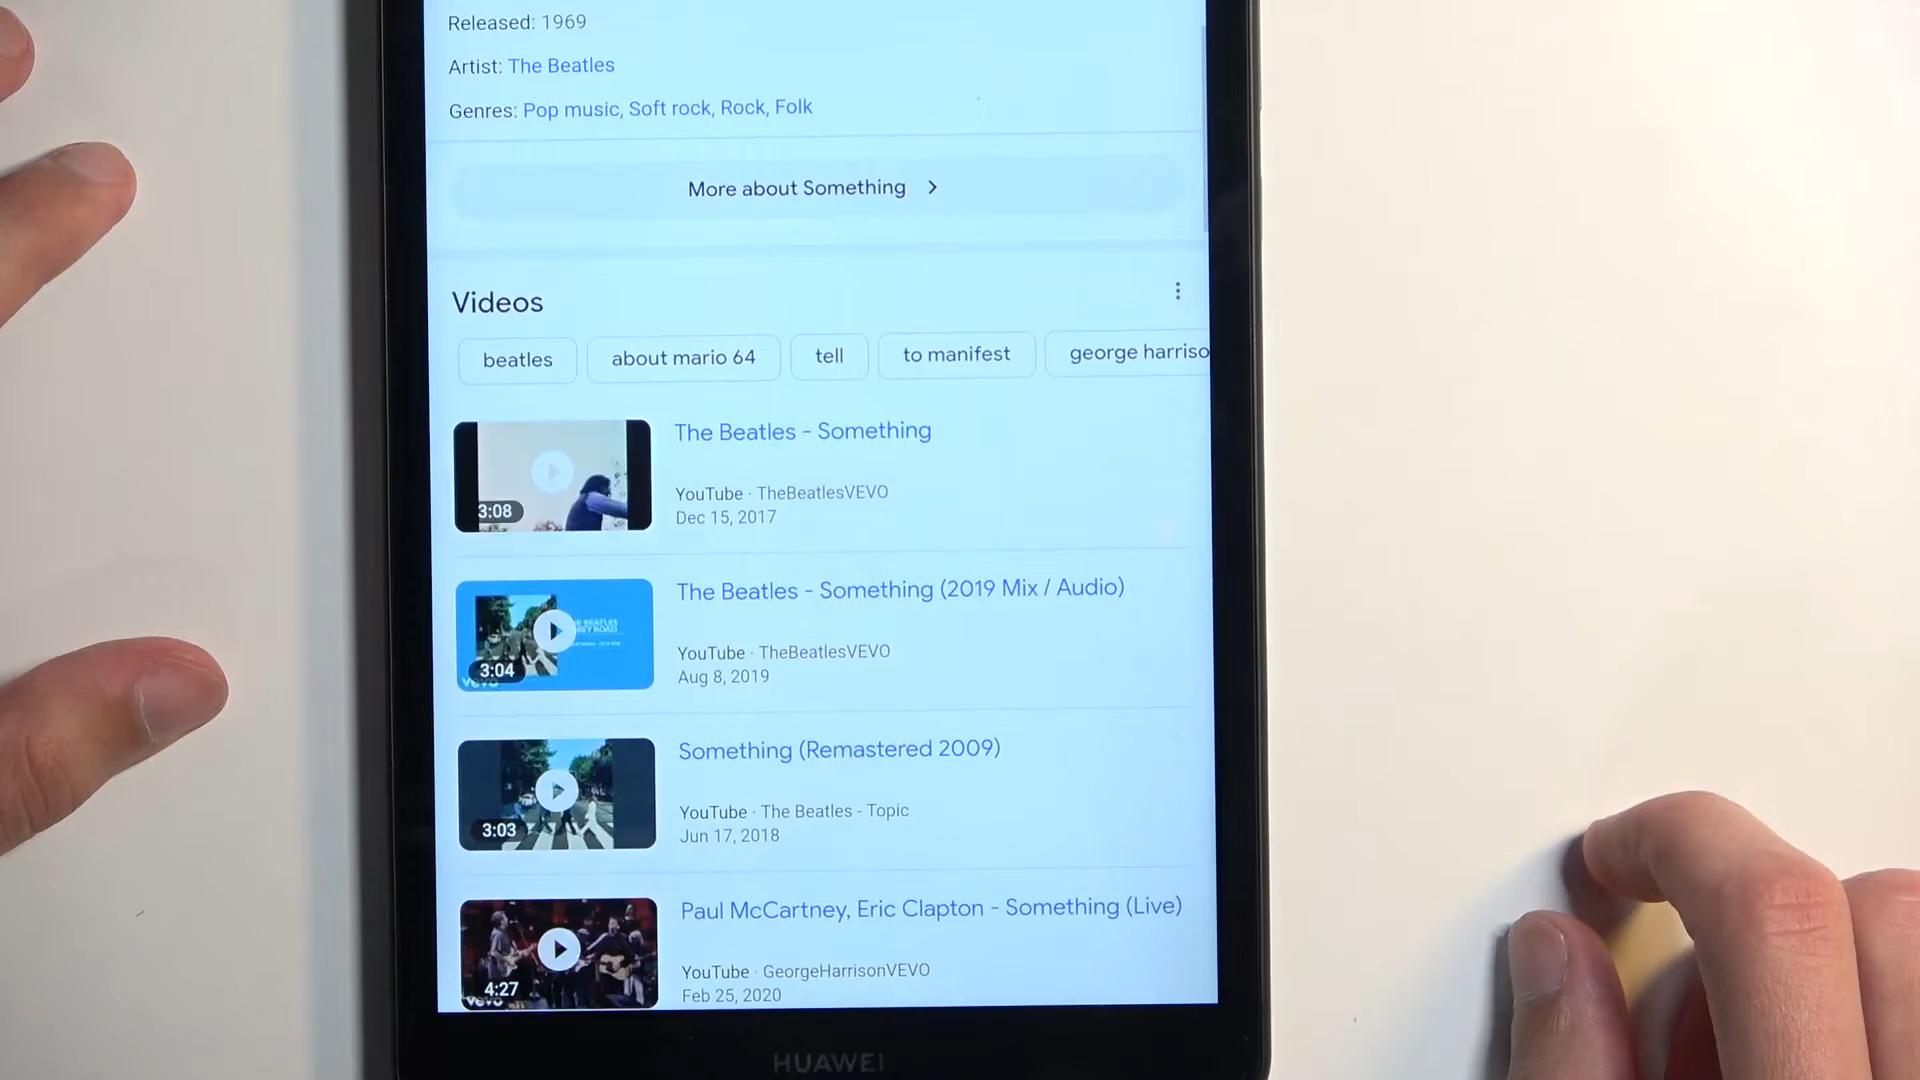 Released: 1969
Artist: The Beatles
Genres: Pop music, Soft rock, Rock, Folk
More about Something
Videos
beatles
about mario 64
tell
to manifest
george harriso
The Beatles - Something
YouTube · TheBeatlesVEVO
Dec 15, 2017
3:08
The Beatles - Something (2019 Mix / Audio)
YouTube · TheBeatlesVEVO
Aug 8, 2019
3:04
vevo
Something (Remastered 2009)
YouTube · The Beatles - Topic
Jun 17, 2018
3:03
Paul McCartney, Eric Clapton - Something (Live)
YouTube · GeorgeHarrisonVEVO
Feb 25, 2020
4:27
vevo
HUAWEI